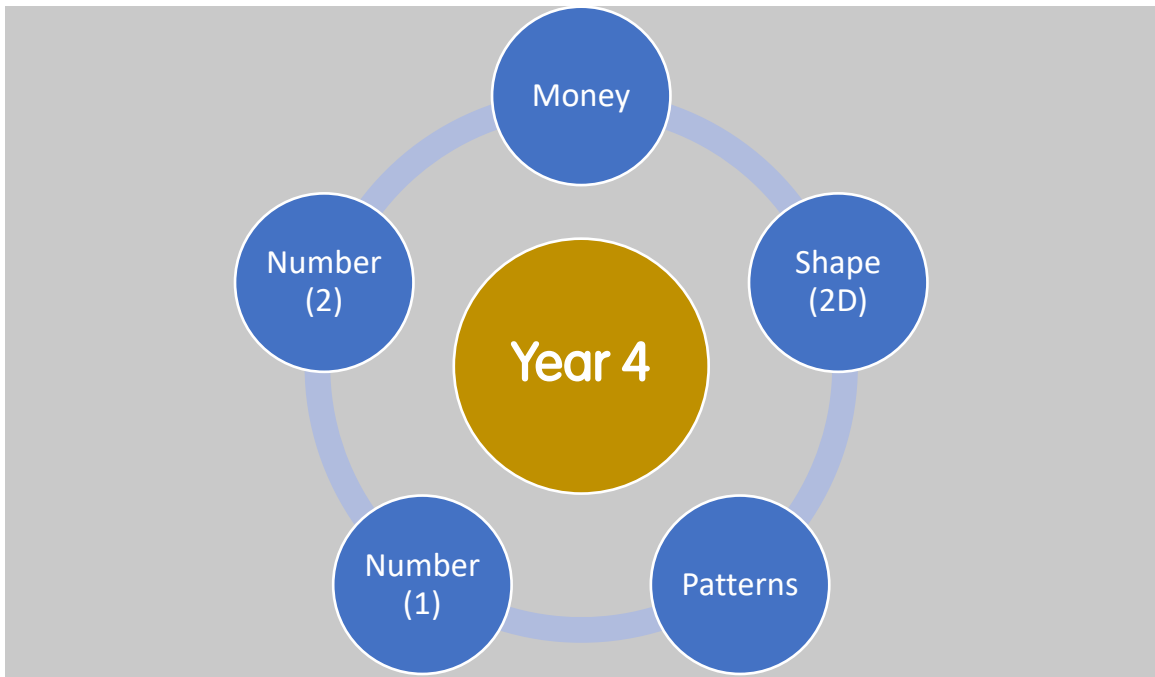 Money
Number
(2)
Shape
(2D)
Year 4
Number
(1)
Patterns